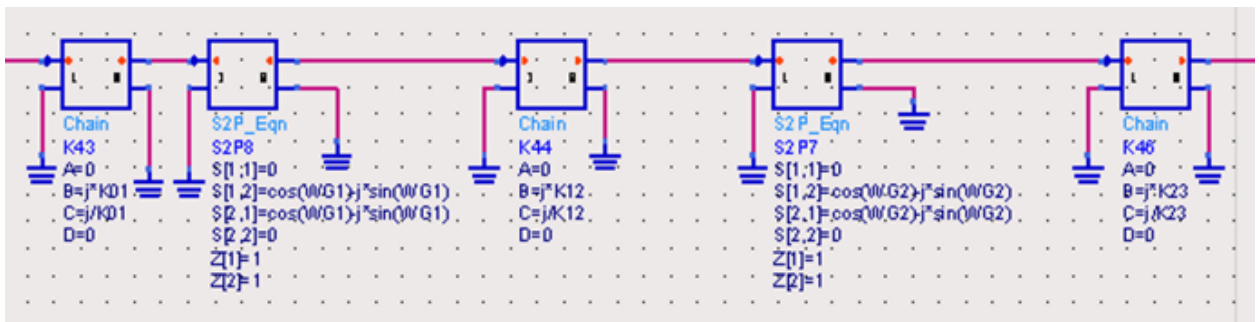 Chain
K43
A=0
B=j*K01
C=j/K01
D=0
S2P_Eqn
S2P8
S[1,1]=0
S[1,2]=cos(WG1)-j*sin(WG1)
S[2,1]=cos(WG1)-j*sin(WG1)
S[2,2]=0
Z[1]=1
Z[2]=1
Chain
K44
A=0
B=j*K12
C=j/K12
D=0
S2P_Eqn
S2P7
S[1,1]=0
S[1,2]=cos(WG2)-j*sin(WG2)
S[2,1]=cos(WG2)-j*sin(WG2)
S[2,2]=0
Z[1]=1
Z[2]=1
Chain
K46
A=0
B=j*K23
C=j/K23
D=0